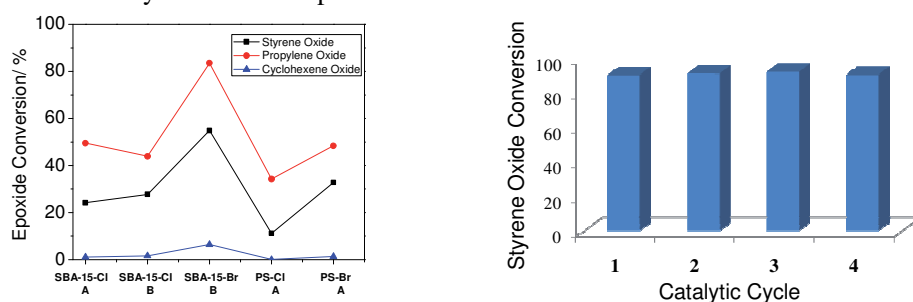 100
80
60
40
20
0
Epoxide Conversion/ %
Styrene Oxide
Propylene Oxide
Cyclohexene Oxide
SBA-15-Cl SBA-15-Cl SBA-15-Br PS-Cl PS-Br
A B B A A
100
80
60
40
20
0
Styrene Oxide Conversion
1 2 3 4
Catalytic Cycle